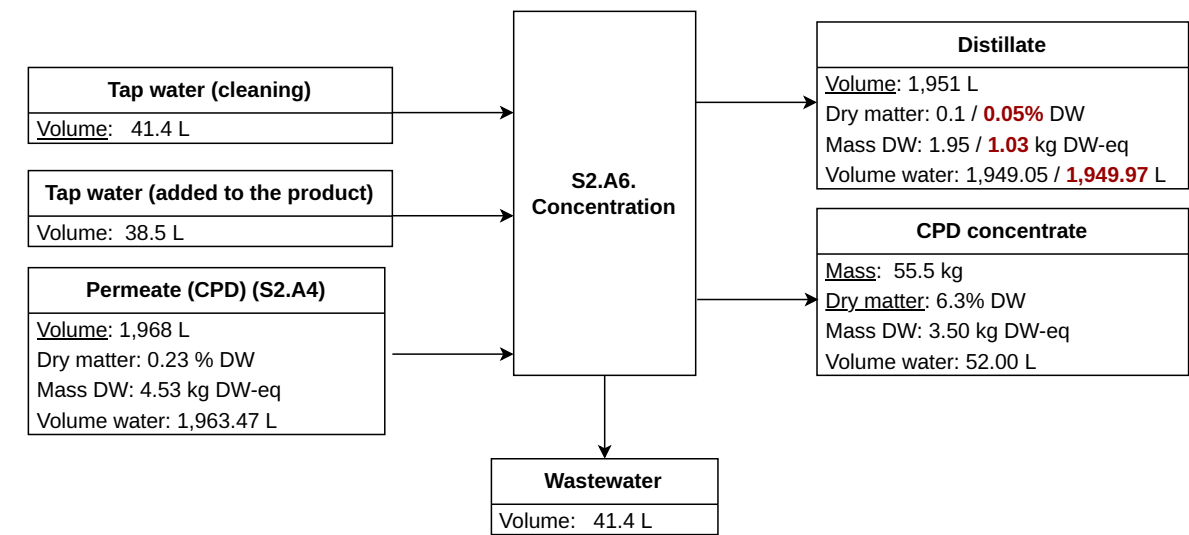 Tap water (cleaning)
Volume: 41.4 L
Tap water (added to the product)
Volume: 38.5 L
Permeate (CPD) (S2.A4)
Volume: 1,968 L
Dry matter: 0.23 % DW
Mass DW: 4.53 kg DW-eq
Volume water: 1,963.47 L
S2.A6.
Concentration
Distillate
Volume: 1,951 L
Dry matter: 0.1 / 0.05% DW
Mass DW: 1.95 / 1.03 kg DW-eq
Volume water: 1,949.05 / 1,949.97 L
CPD concentrate
Mass: 55.5 kg
Dry matter: 6.3% DW
Mass DW: 3.50 kg DW-eq
Volume water: 52.00 L
Wastewater
Volume: 41.4 L